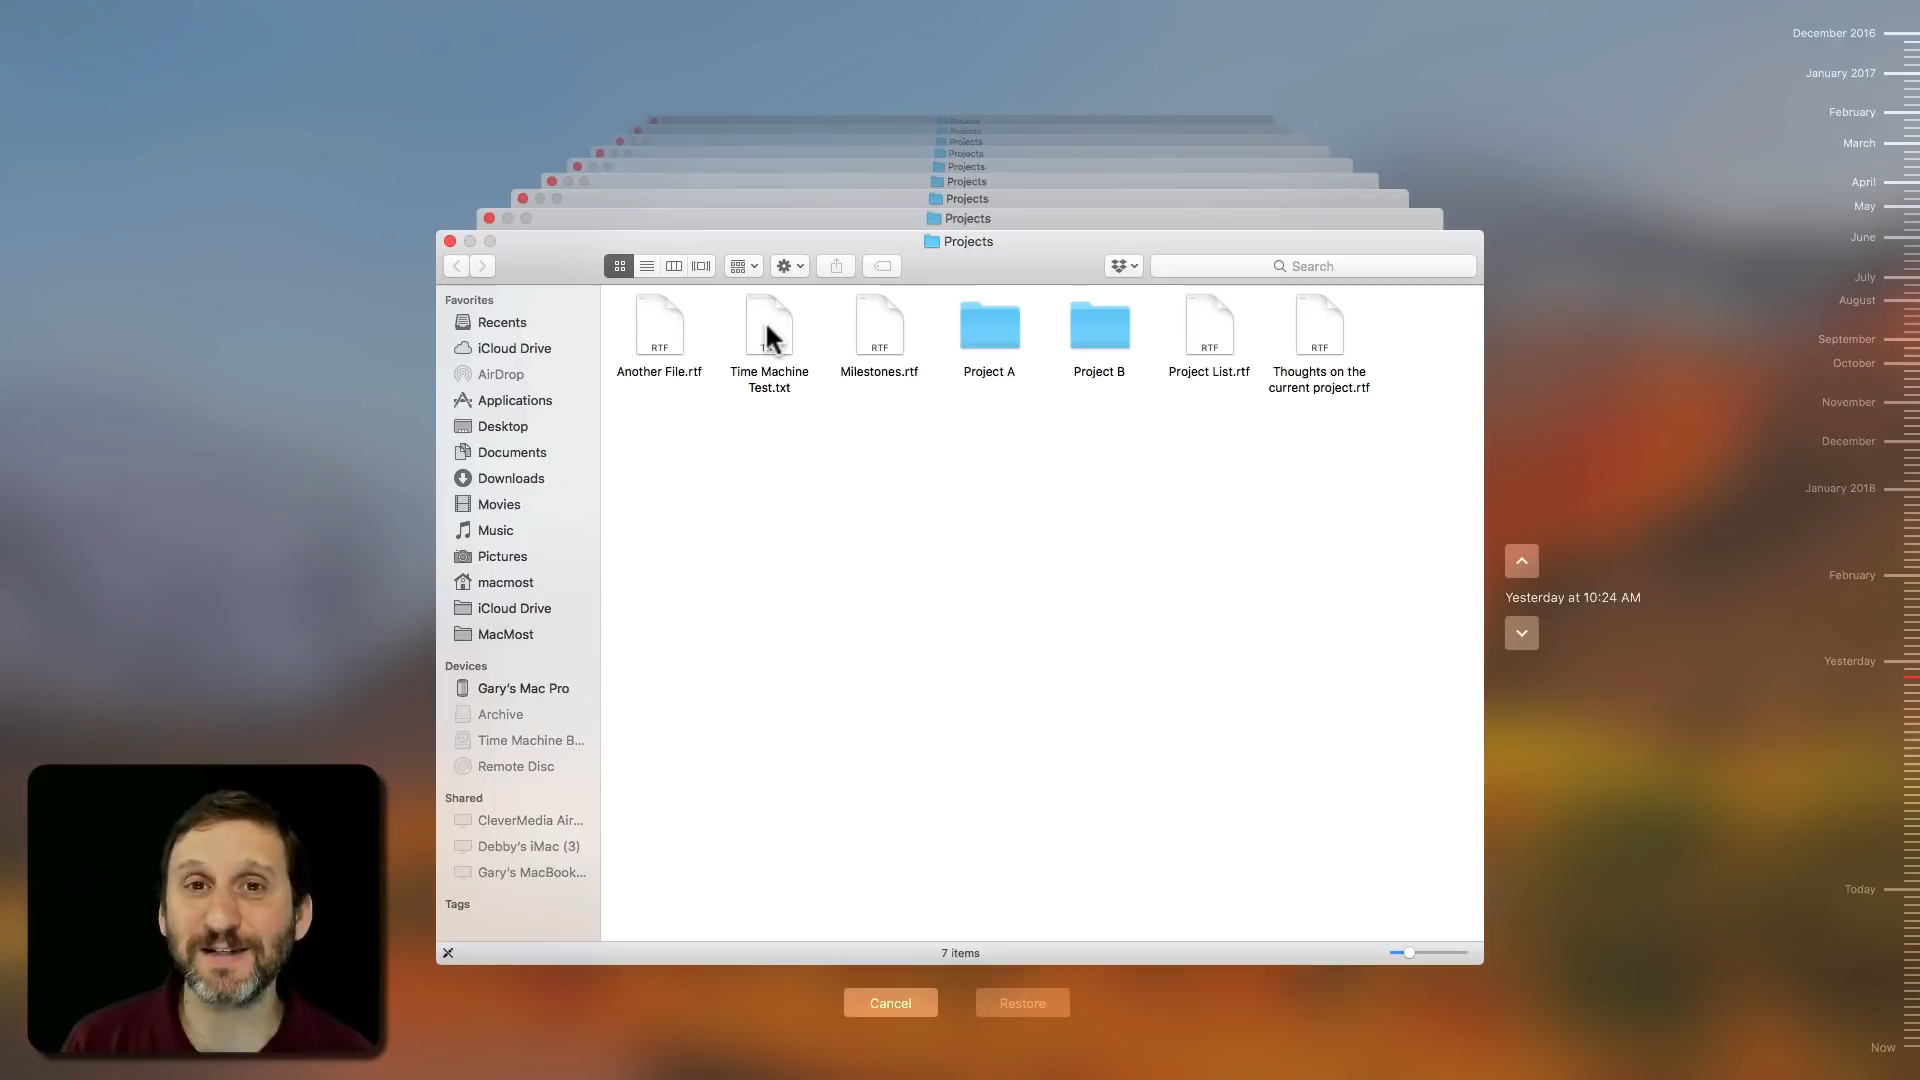 December 2016
January 2017
February
March
April
May
June
July
August
September
October
November
December
January 2018
February
Yesterday
Today
Now
Projects
Projects
Projects
Projects
Projects
Projects
Projects
Projects
Projects
Search
Favorites
Recents
iCloud Drive
AirDrop
Applications
Desktop
Documents
Downloads
Movies
Music
Pictures
macmost
iCloud Drive
MacMost
Devices
Gary's Mac Pro
Archive
Time Machine B...
Remote Disc
Shared
CleverMedia Air...
Debby's iMac (3)
Gary's MacBook...
Tags
RTF
Another File.rtf
Time Machine
Test.txt
RTF
Milestones.rtf
Project A
Project B
RTF
Project List.rtf
RTF
Thoughts on the
current project.rtf
7 items
Yesterday at 10:24 AM
Cancel
Restore